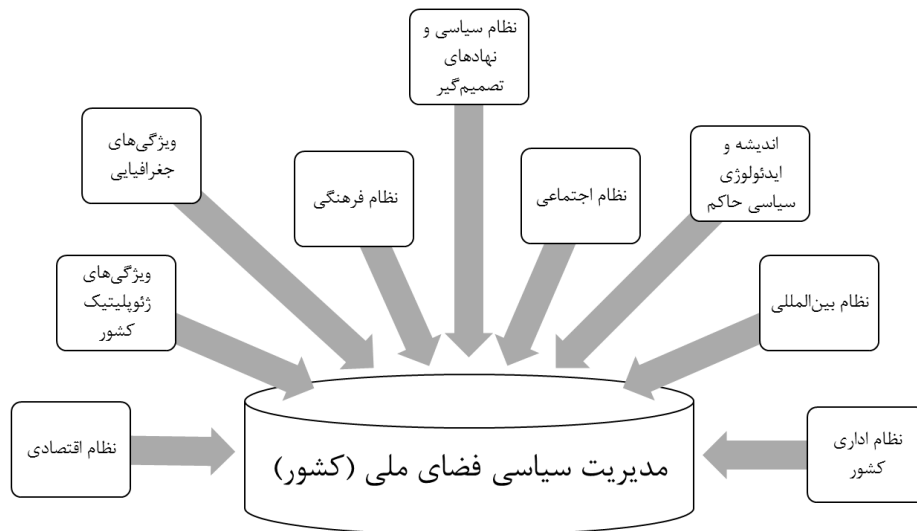 نظام سیاسی و
نهادهای
تصمیم‌گیر
اندیشه و
ایدئولوژی
سیاسی حاکم
نظام اجتماعی
نظام فرهنگی
ویژگی‌های
جغرافیایی
نظام بین‌المللی
ویژگی‌های
ژئوپلیتیک
کشور
نظام اداری
کشور
نظام اقتصادی
مدیریت سیاسی فضای ملی (کشور)